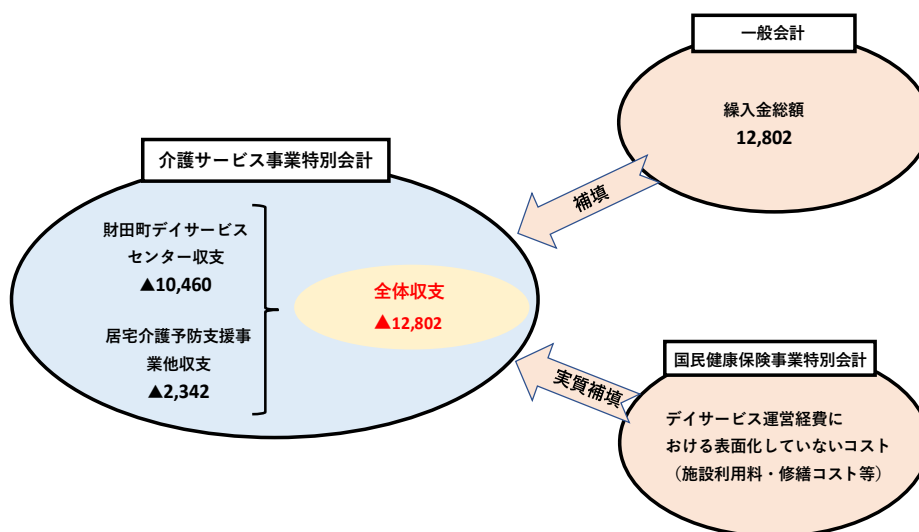 一般会計
繰入金総額
12,802
介護サービス事業特別会計
補填
財田町デイサービス
センター収支
▲10,460
全体収支
▲12,802
居宅介護予防支援事
業他収支
▲2,342
国民健康保険事業特別会計
実質補填
デイサービス運営経費に
おける表面化していないコスト
（施設利用料・修繕コスト等）